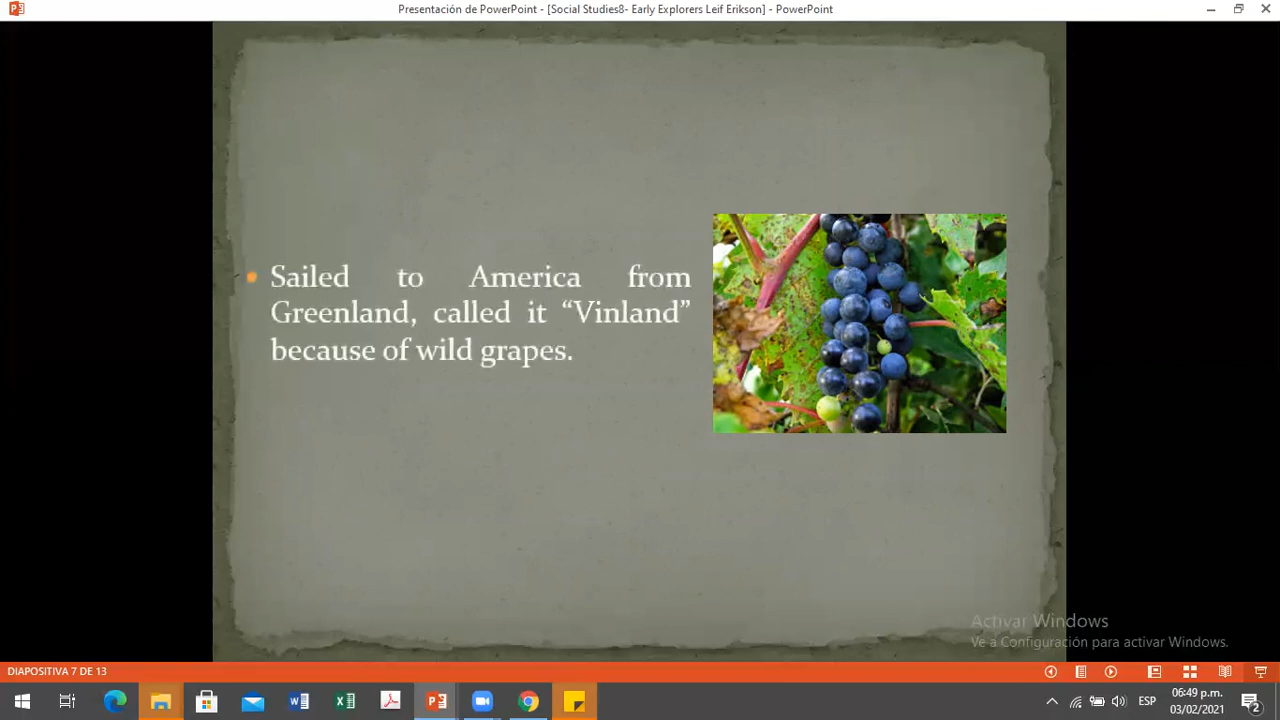 Presentación de PowerPoint - [Social Studies8- Early Explorers Leif Erikson] - PowerPoint
• Sailed to America from
Greenland, called it “Vinland”
because of wild grapes.
Activar Windows
Ve a Configuración para activar Windows.
DIAPOSITIVA 7 DE 13
ESP
06:49 p.m.
03/02/2021
2